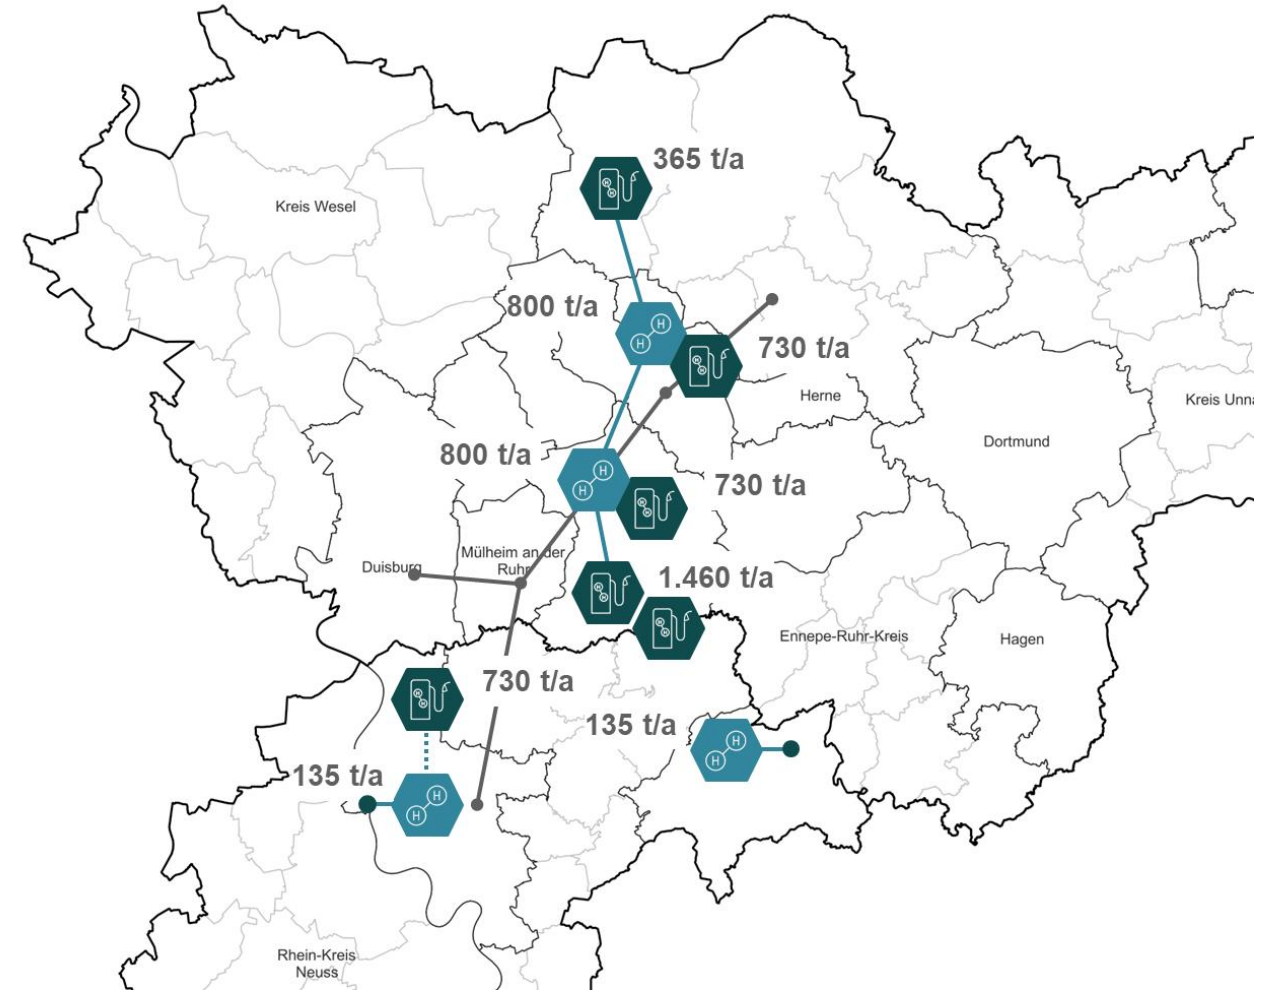 365 t/a
Kreis Wesel
800 t/a
H H
730 t/a
H H
Herne
Kreis Unna
Dortmund
800 t/a
H H
730 t/a
Mülheim an der
Ruhr
Duisburg
1.460 t/a
Ennepe-Ruhr-Kreis
Hagen
730 t/a
135 t/a
H H
135 t/a
H H
Rhein-Kreis
Neuss